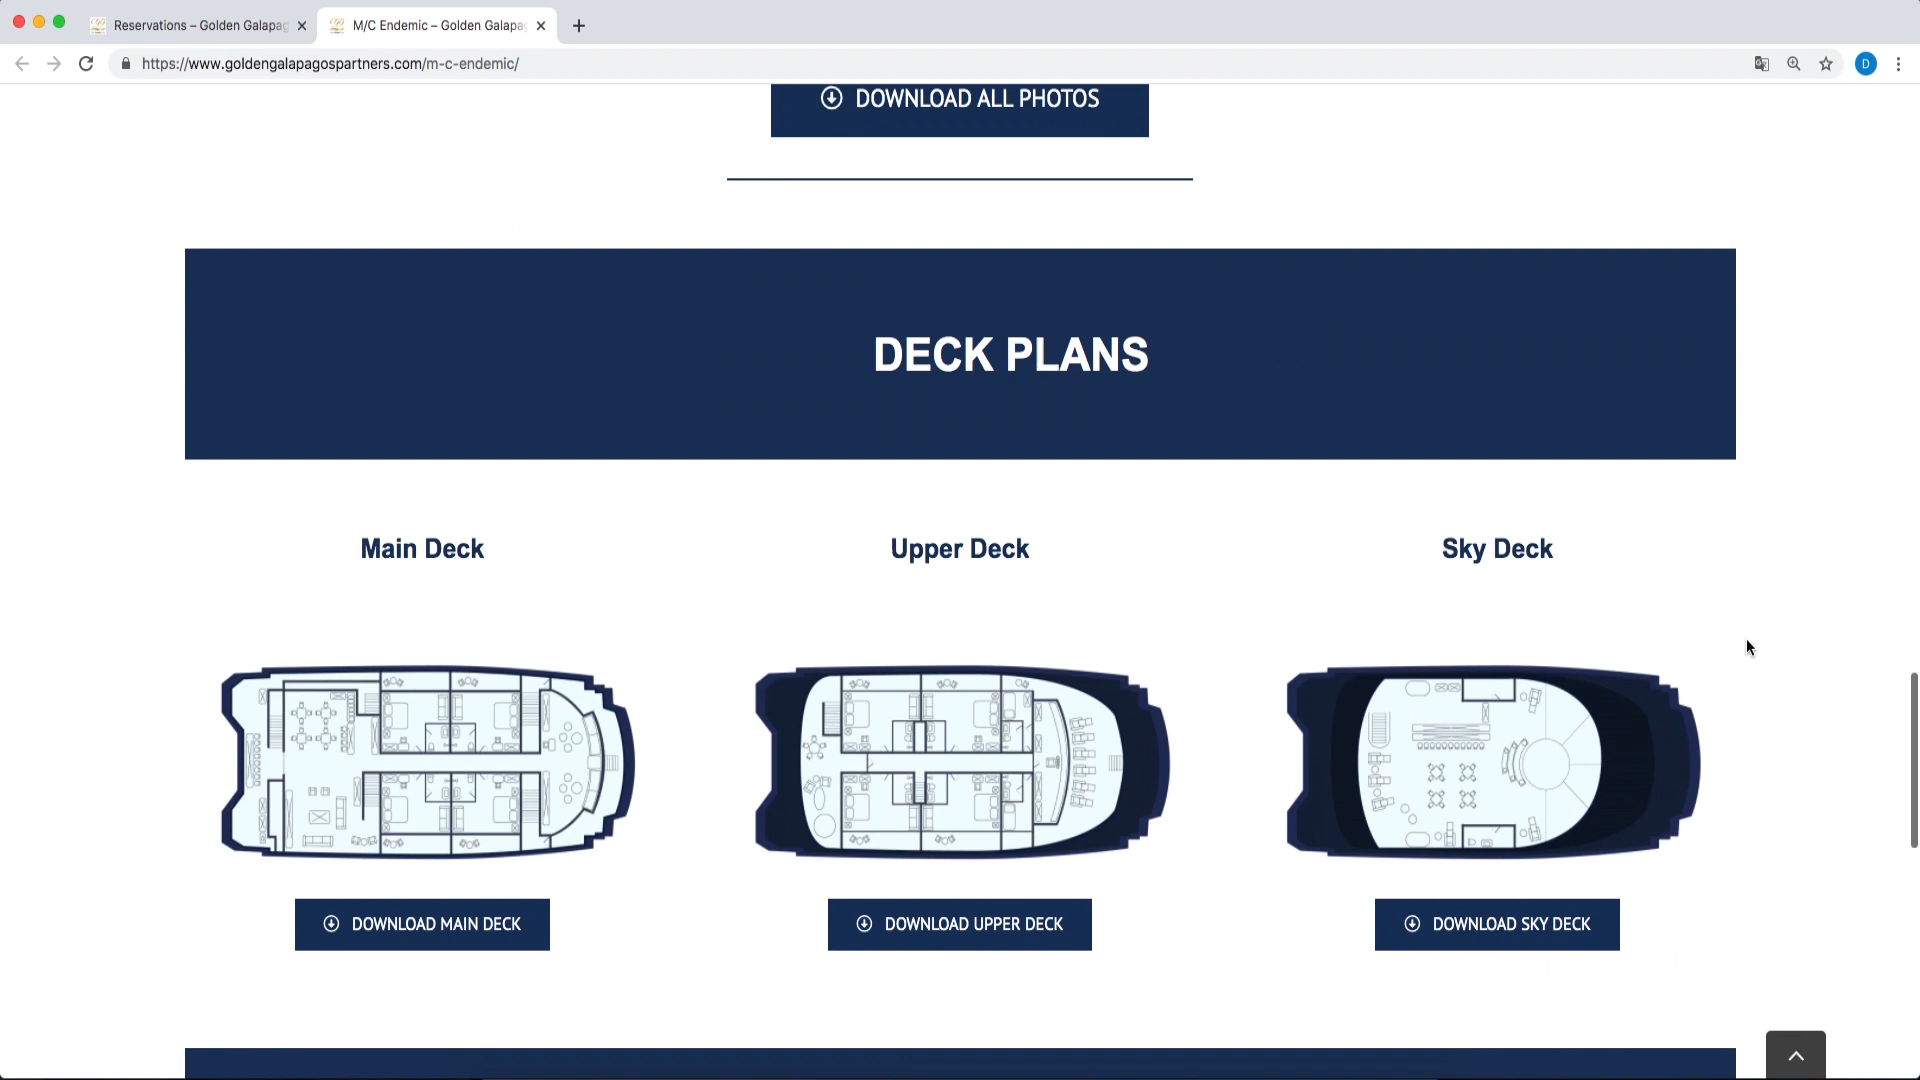 Reservations – Golden Galapag
M/C Endemic – Golden Galapa
https://www.goldengalapagospartners.com/m-c-endemic/
D
DOWNLOAD ALL PHOTOS
DECK PLANS
Main Deck
Upper Deck
Sky Deck
DOWNLOAD MAIN DECK
DOWNLOAD UPPER DECK
DOWNLOAD SKY DECK